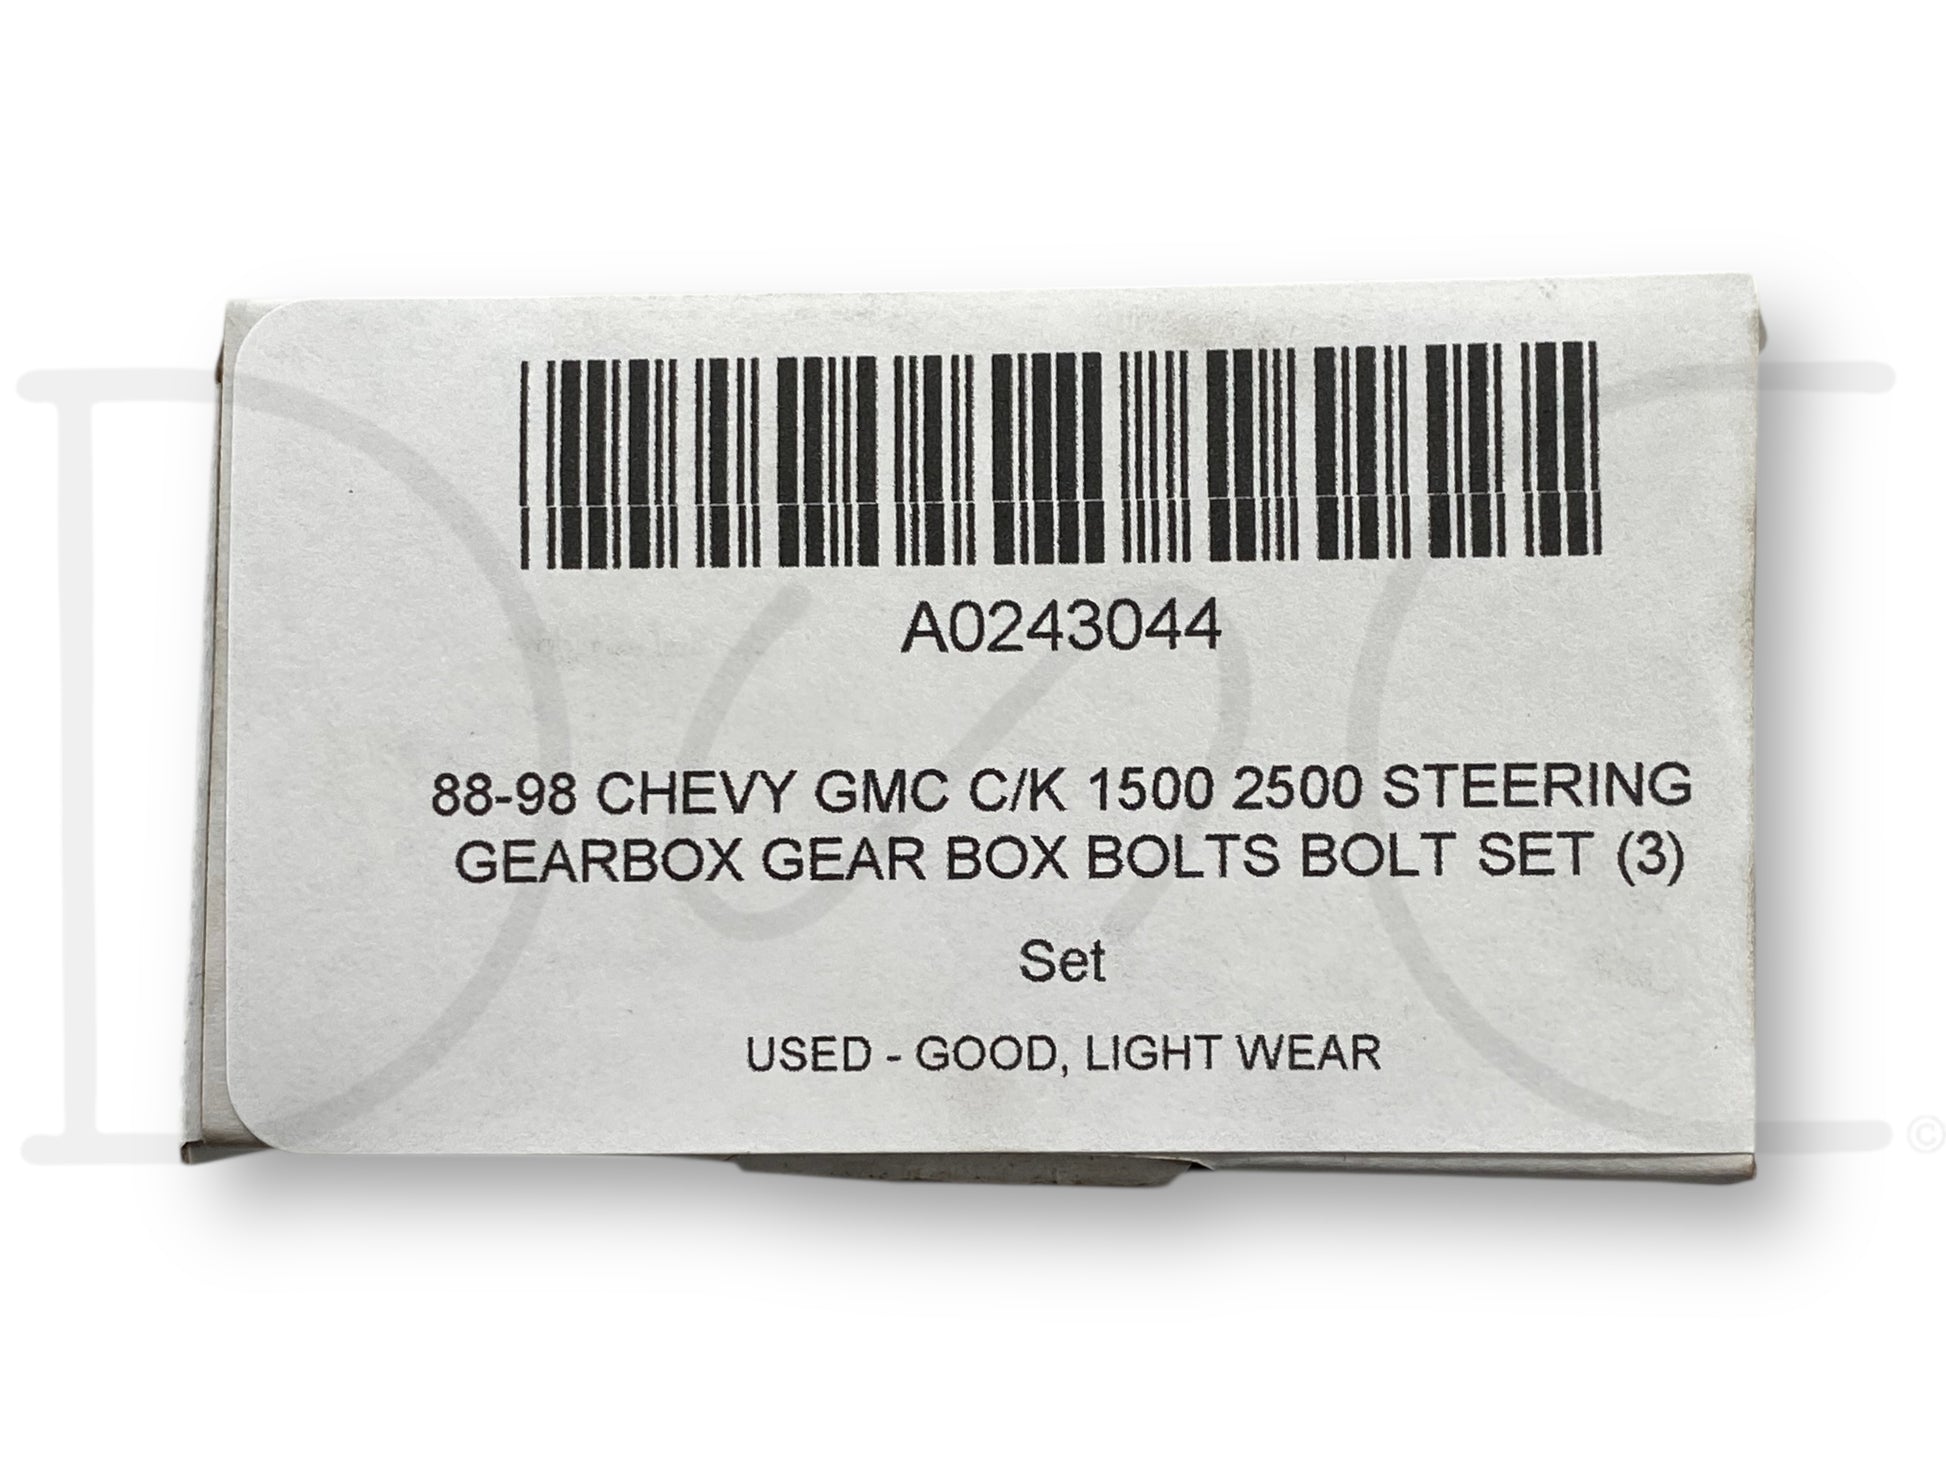 A0243044
88-98 CHEVY GMC C/K 1500 2500 STEERING
GEARBOX GEAR BOX BOLTS BOLT SET (3)
Set
USED - GOOD, LIGHT WEAR
©